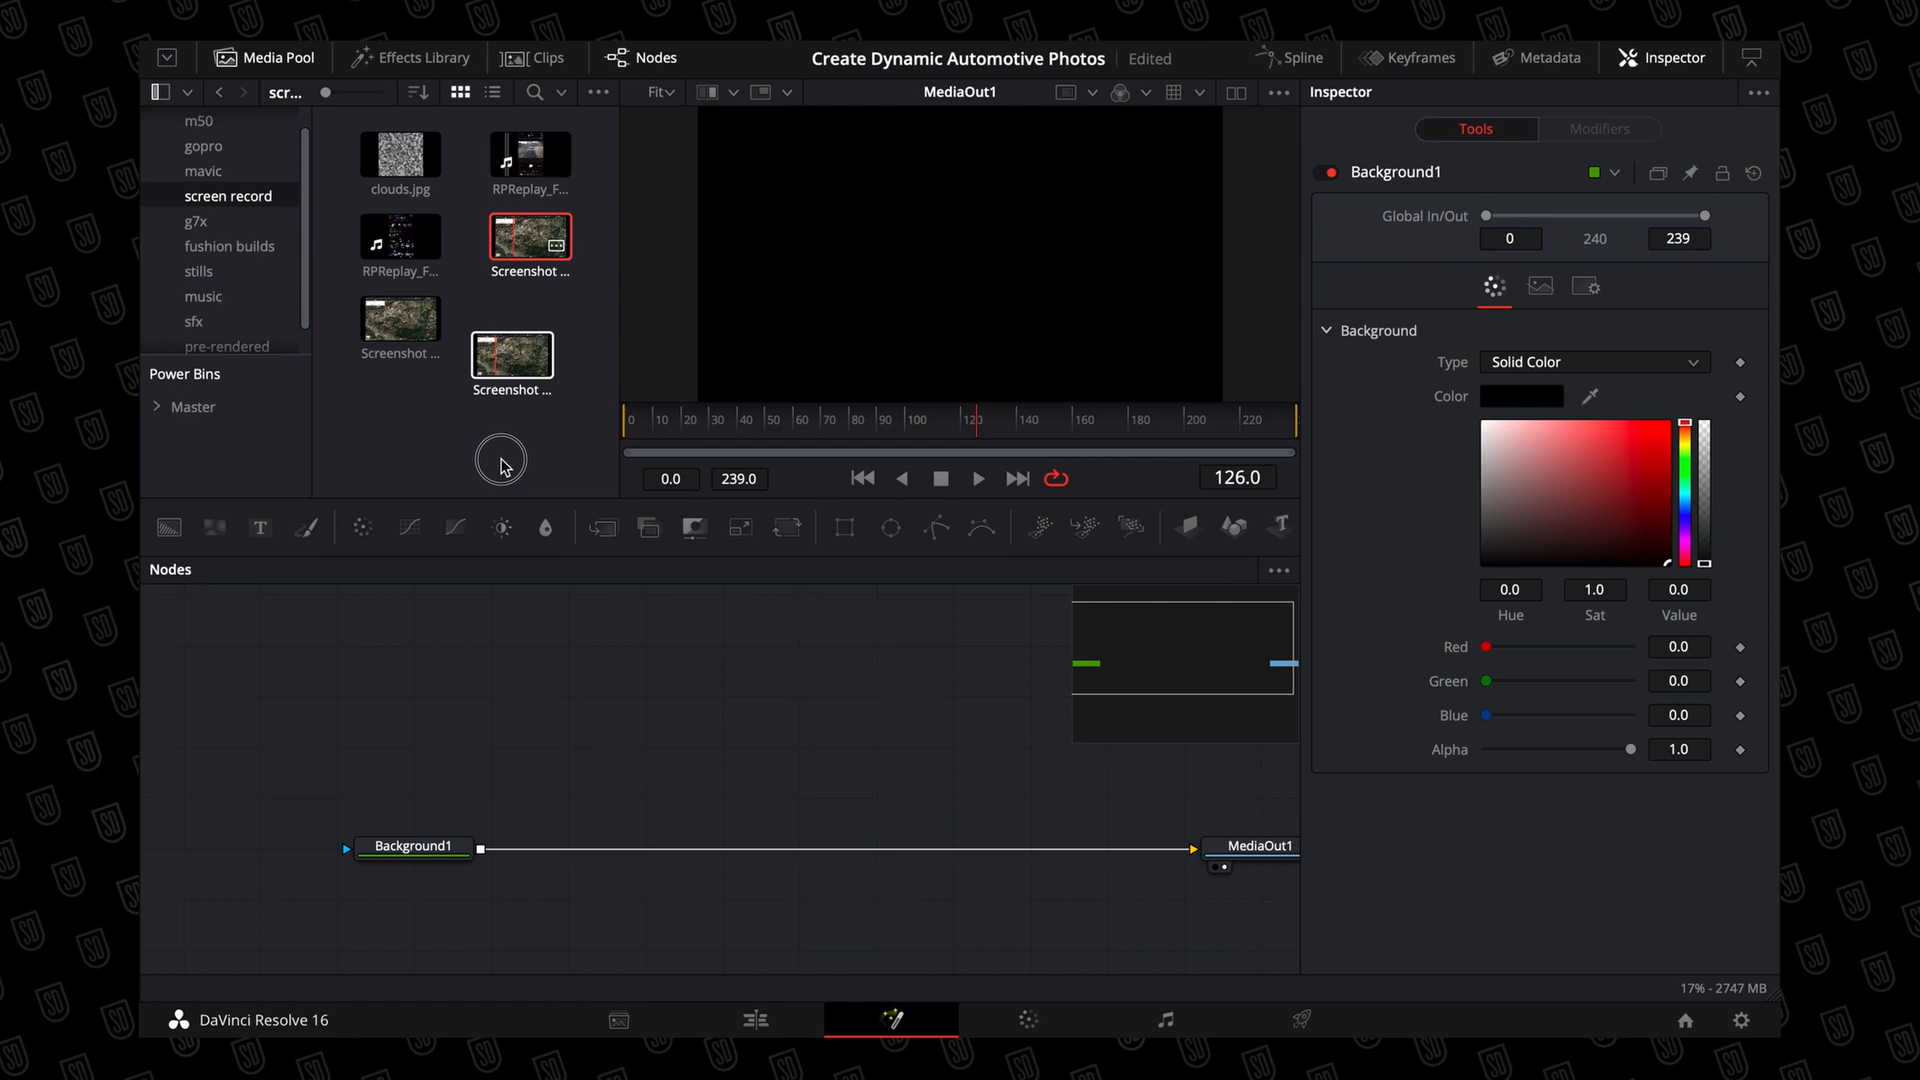 Media Pool
Effects Library
Clips
Nodes
Create Dynamic Automotive Photos
Edited
Spline
Keyframes
Metadata
Inspector
scr...
Fit
MediaOut1
Inspector
m50
gopro
mavic
screen record
g7x
fushion builds
stills
music
sfx
pre-rendered
Power Bins
Master
clouds.jpg
RPReplay_F...
RPReplay_F...
Screenshot ...
Screenshot ...
Screenshot ...
0 10 20 30 40 50 60 70 80 90 100 120 140 160 180 200 220
0.0
239.0
126.0
Tools
Modifiers
Background1
Global In/Out
0
240
239
Background
Type
Solid Color
Color
0.0
1.0
0.0
Hue
Sat
Value
Red
0.0
Green
0.0
Blue
0.0
Alpha
1.0
Nodes
Background1
MediaOut1
17% - 2747 MB
DaVinci Resolve 16